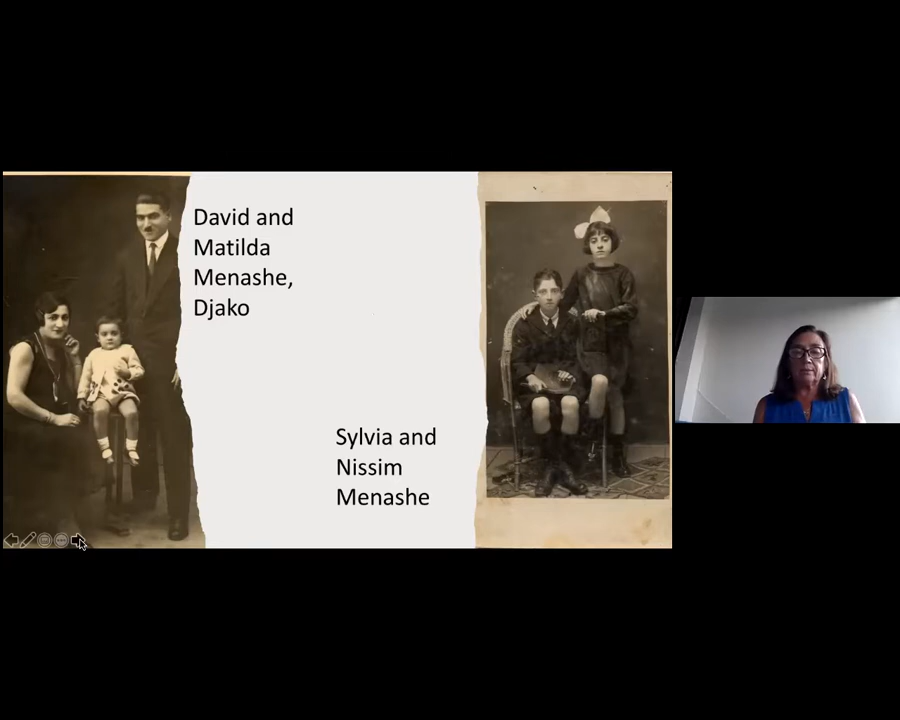 David and
Matilda
Menashe,
Djako
Sylvia and
Nissim
Menashe